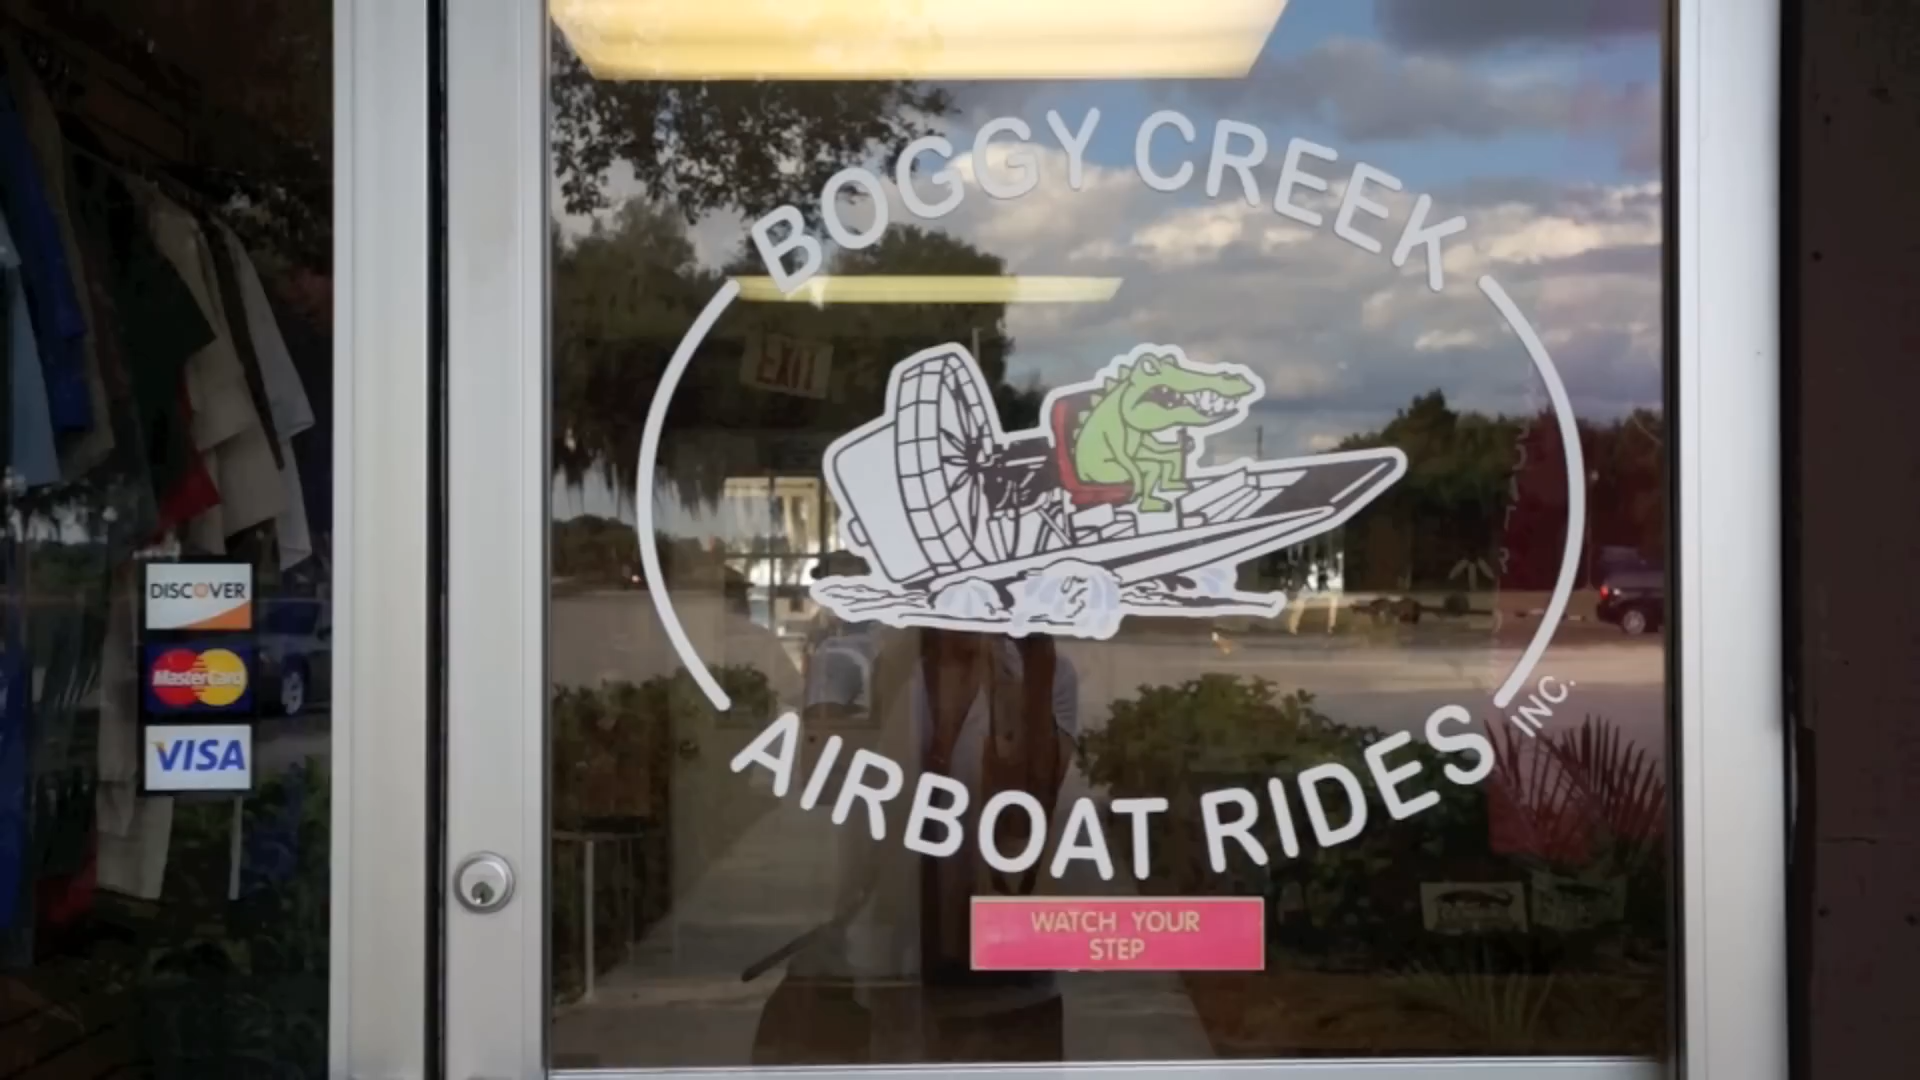 BOGGY CREEK
EXIT
DISCOVER
MasterCard
VISA
AIRBOAT RIDES INC.
WATCH YOUR
STEP